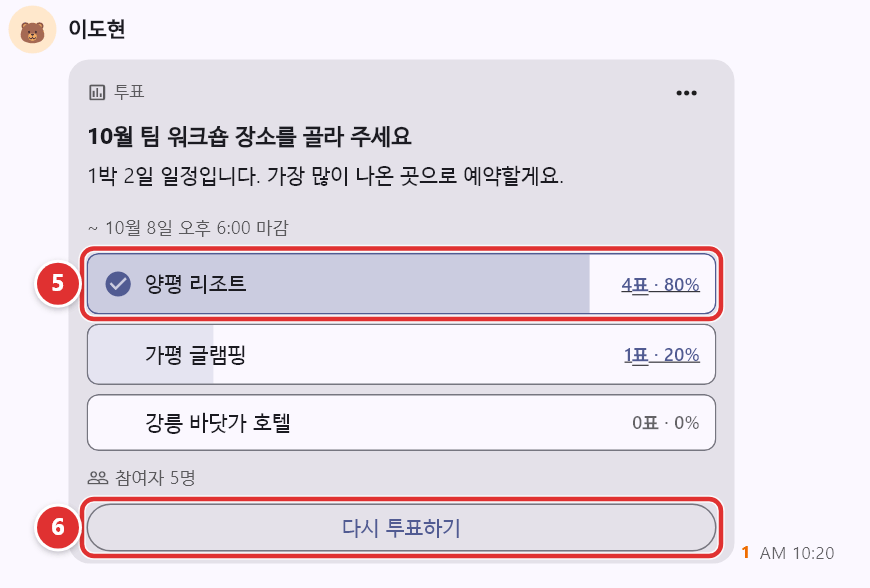 이도현
투표
10월 팀 워크숍 장소를 골라 주세요
1박 2일 일정입니다. 가장 많이 나온 곳으로 예약할게요.
~ 10월 8일 오후 6:00 마감
5 양평 리조트 4표 · 80%
가평 글램핑 1표 · 20%
강릉 바닷가 호텔 0표 · 0%
참여자 5명
6 다시 투표하기
1 AM 10:20